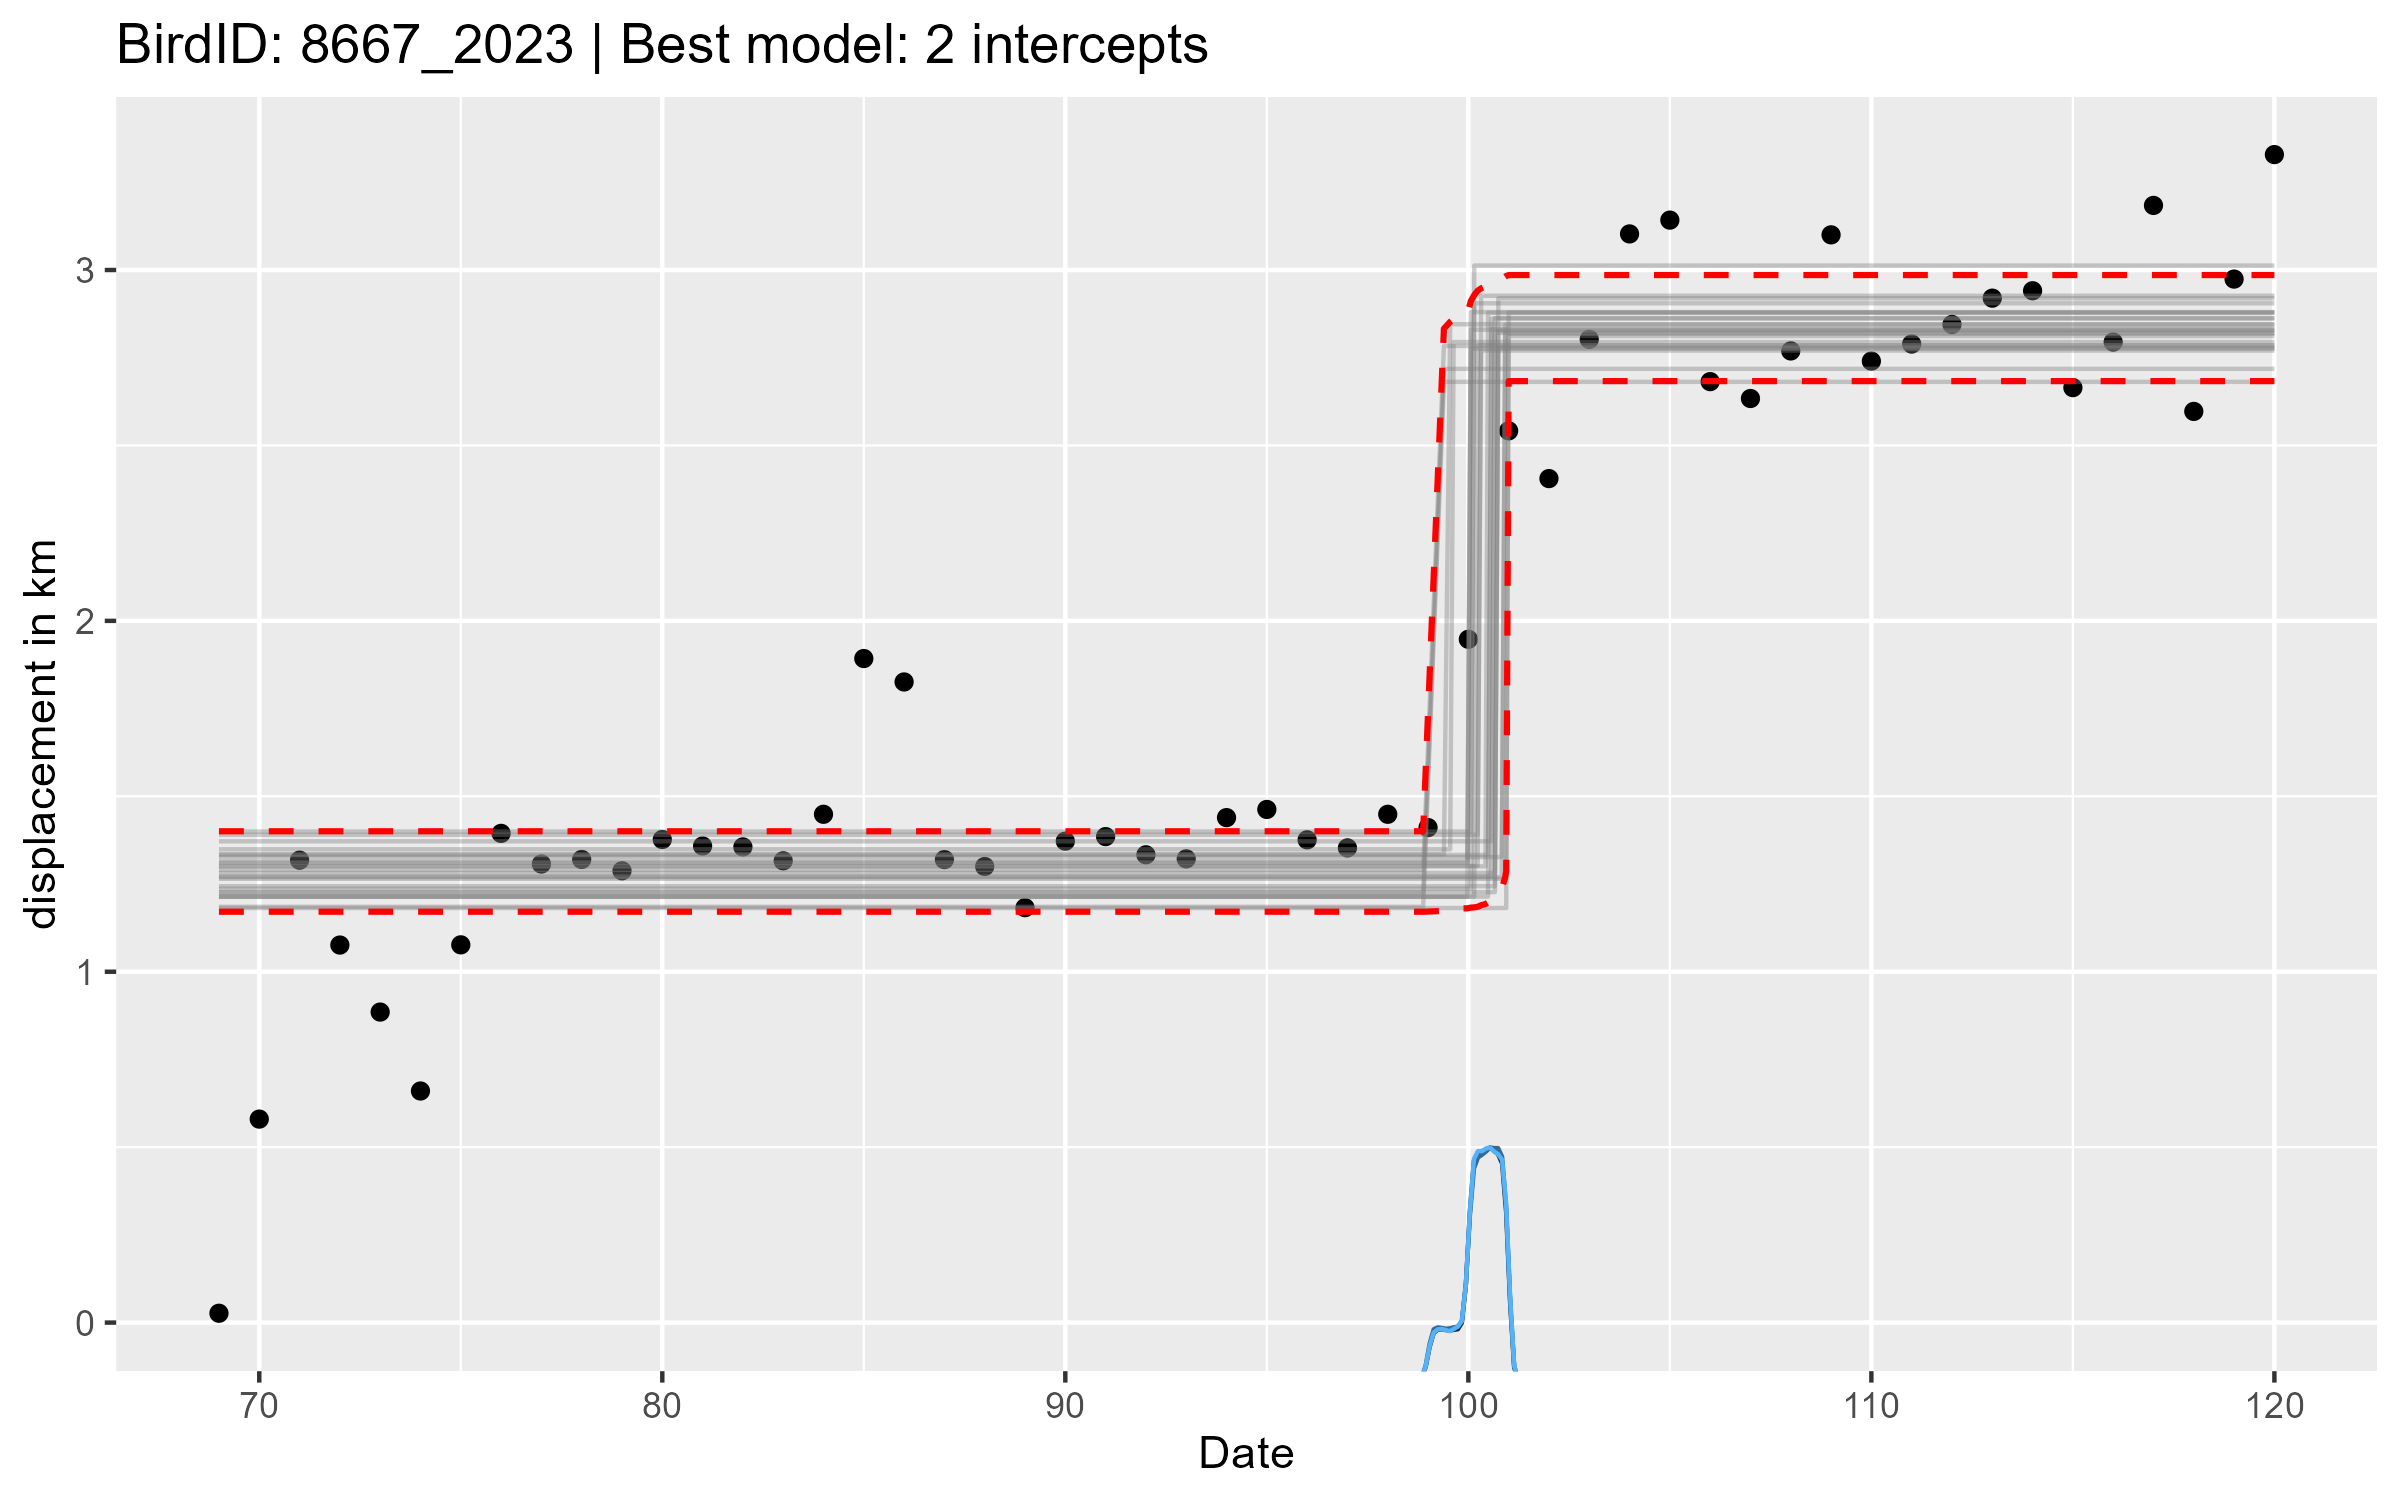 BirdID: 8667_2023 | Best model: 2 intercepts
displacement in km
3
2
1
0
70 80 90 100 110 120
Date